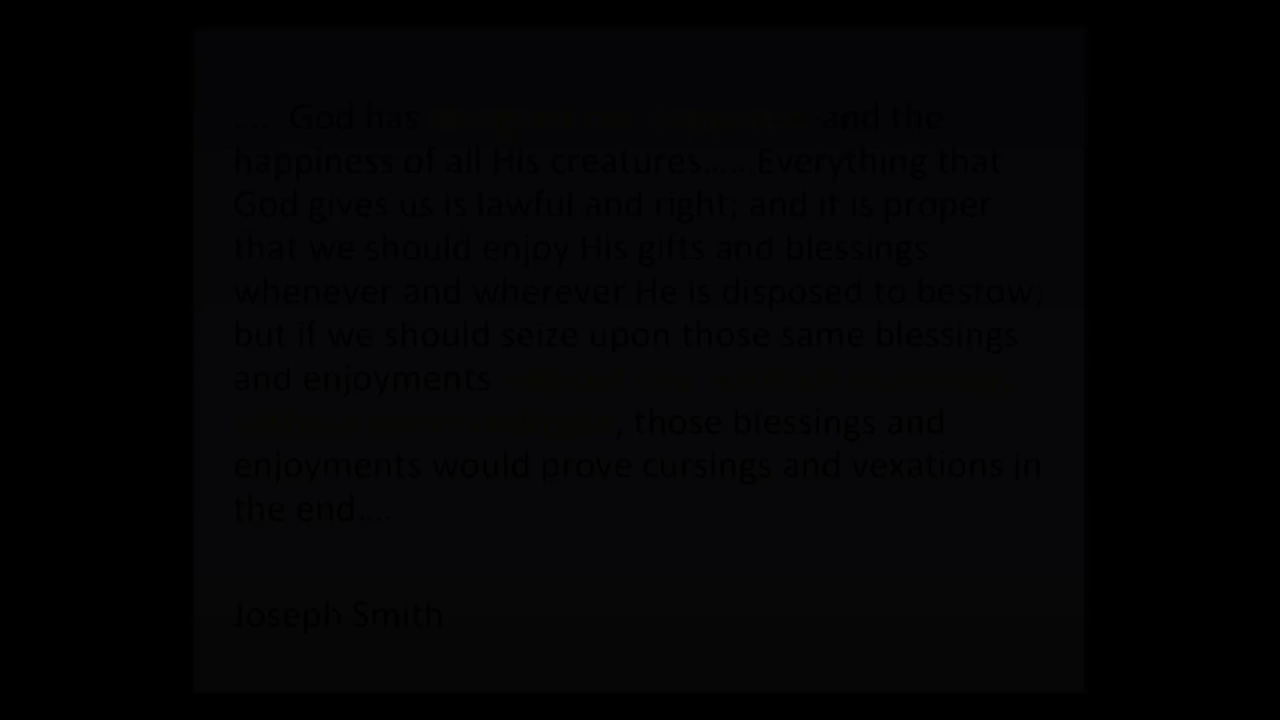 .... God has and the
happiness of all His creatures..... Everything that
God gives us is lawful and right; and it is proper
that we should enjoy His gifts and blessings
whenever and wherever He is disposed to bestow;
but if we should seize upon those same blessings
and enjoyments
, those blessings and
enjoyments would prove cursings and vexations in
the end....
Joseph Smith